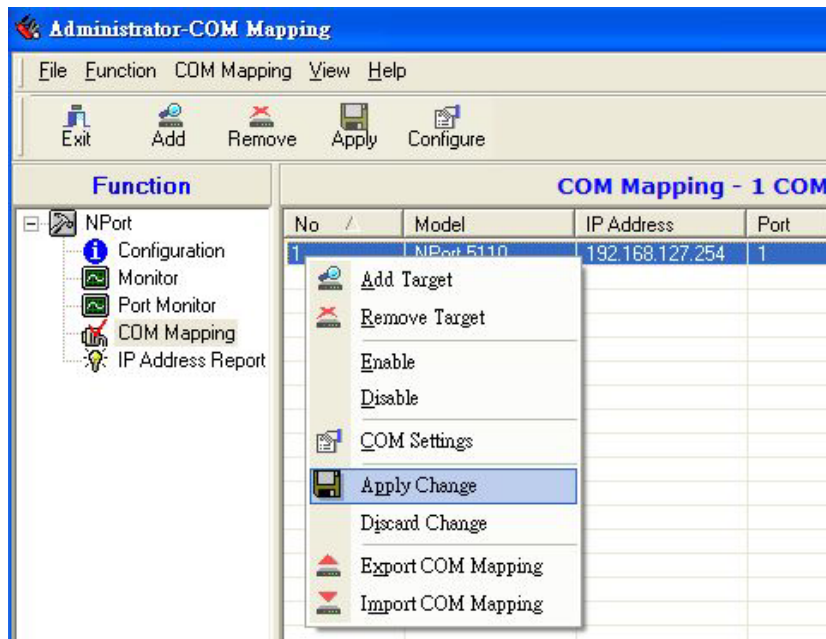 Administrator-COM Mapping
File Function COM Mapping View Help
Exit Add Remove Apply Configure
Function
COM Mapping - 1 COM
NPort
Configuration
Monitor
Port Monitor
COM Mapping
IP Address Report
No Model IP Address Port
1 NPort 5110 192.168.127.254 1
Add Target
Remove Target
Enable
Disable
COM Settings
Apply Change
Discard Change
Export COM Mapping
Import COM Mapping